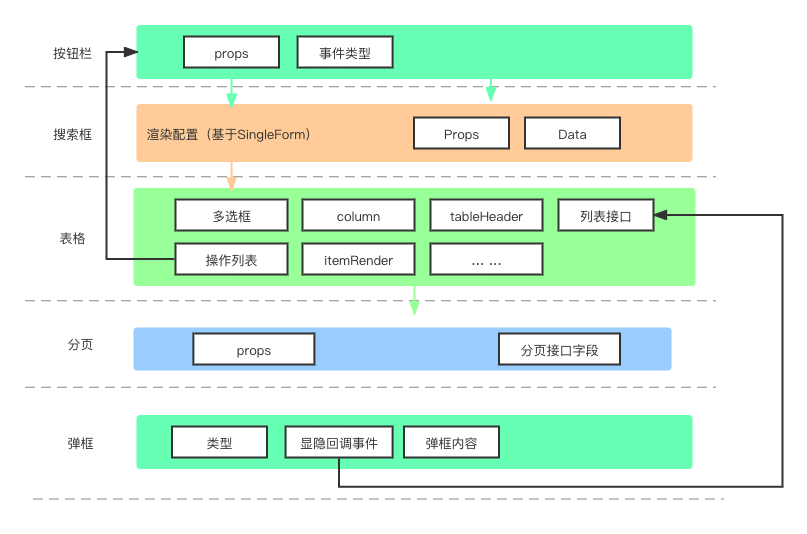 按钮栏
props
事件类型
搜索框
渲染配置（基于SingleForm）
Props
Data
表格
多选框
column
tableHeader
列表接口
操作列表
itemRender
... ...
分页
props
分页接口字段
弹框
类型
显隐回调事件
弹框内容